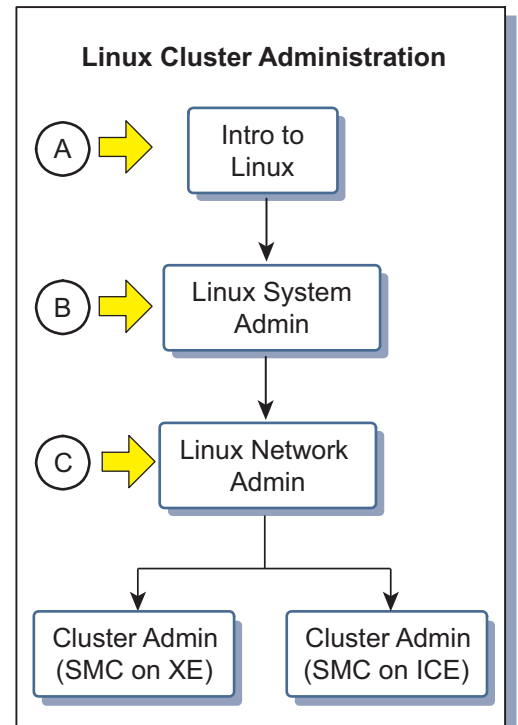 Linux Cluster Administration
A
Intro to
Linux
B
Linux System
Admin
C
Linux Network
Admin
Cluster Admin
(SMC on XE)
Cluster Admin
(SMC on ICE)